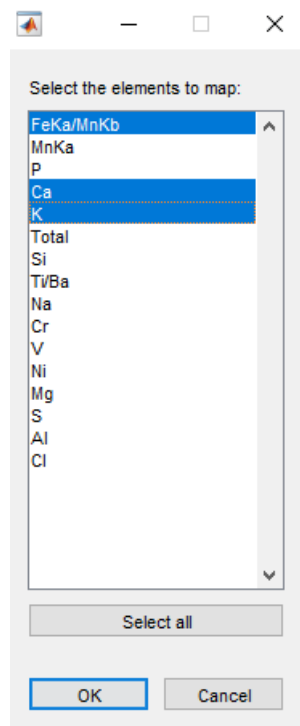 Select the elements to map:
FeKa/MnKb
MnKa
P
Ca
K
Total
Si
Ti/Ba
Na
Cr
V
Ni
Mg
S
Al
Cl
Select all
OK Cancel